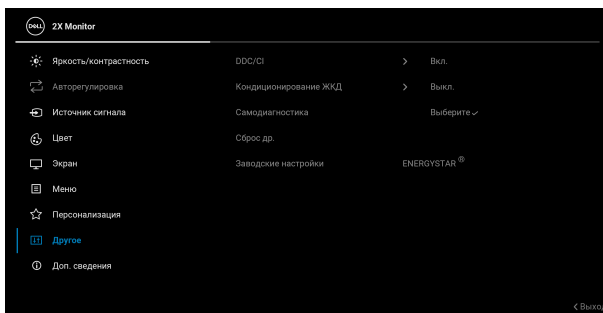 DELL 2X Monitor
Яркость/контрастность DDC/CI > Вкл.
Авторегулировка Кондиционирование ЖКД > Выкл.
Источник сигнала Самодиагностика Выберите ✓
Цвет Сброс др.
Экран Заводские настройки ENERGYSTAR ®
Меню
Персонализация
Другое
Доп. сведения
< Выход